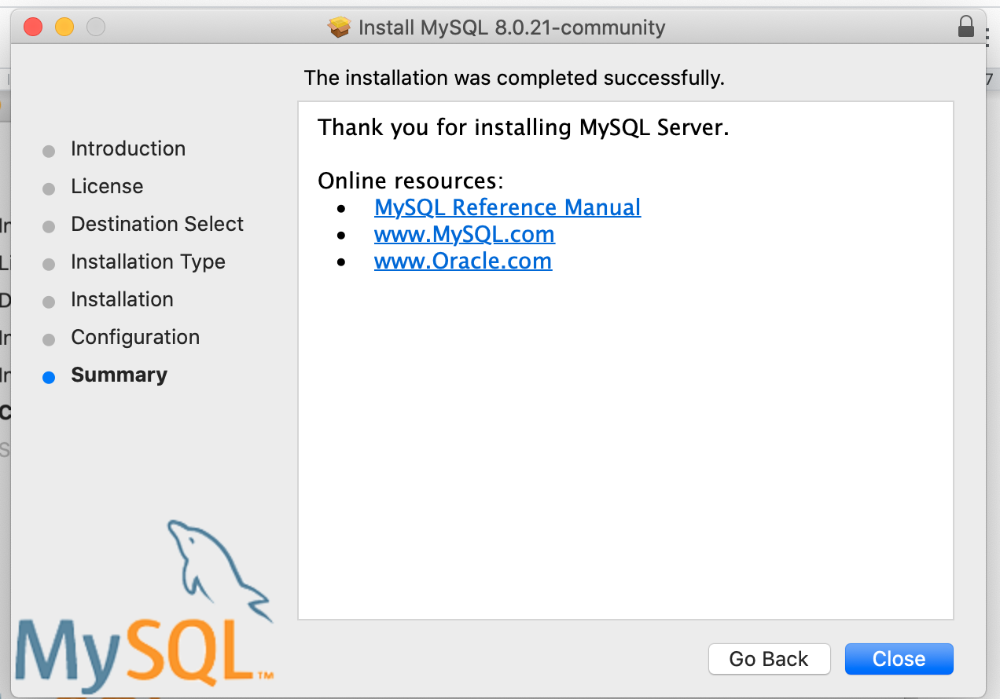 Install MySQL 8.0.21-community
The installation was completed successfully.
Introduction
License
Destination Select
Installation Type
Installation
Configuration
Summary
Thank you for installing MySQL Server.
Online resources:
• MySQL Reference Manual
• www.MySQL.com
• www.Oracle.com
MySQL™
Go Back
Close